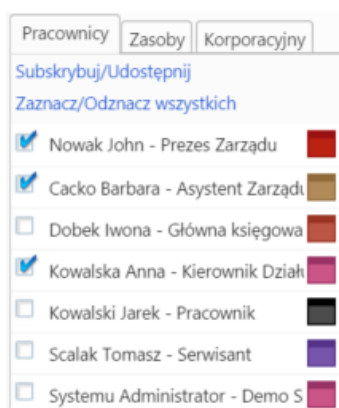 Pracownicy Zasoby Korporacyjny
Subskrybuj/Udostępnij
Zaznacz/Odznacz wszystkich
Nowak John - Prezes Zarządu
Cacko Barbara - Asystent Zarządu
Dobek Iwona - Główna księgowa
Kowalska Anna - Kierownik Działu
Kowalski Jarek - Pracownik
Scalak Tomasz - Serwisant
Systemu Administrator - Demo S